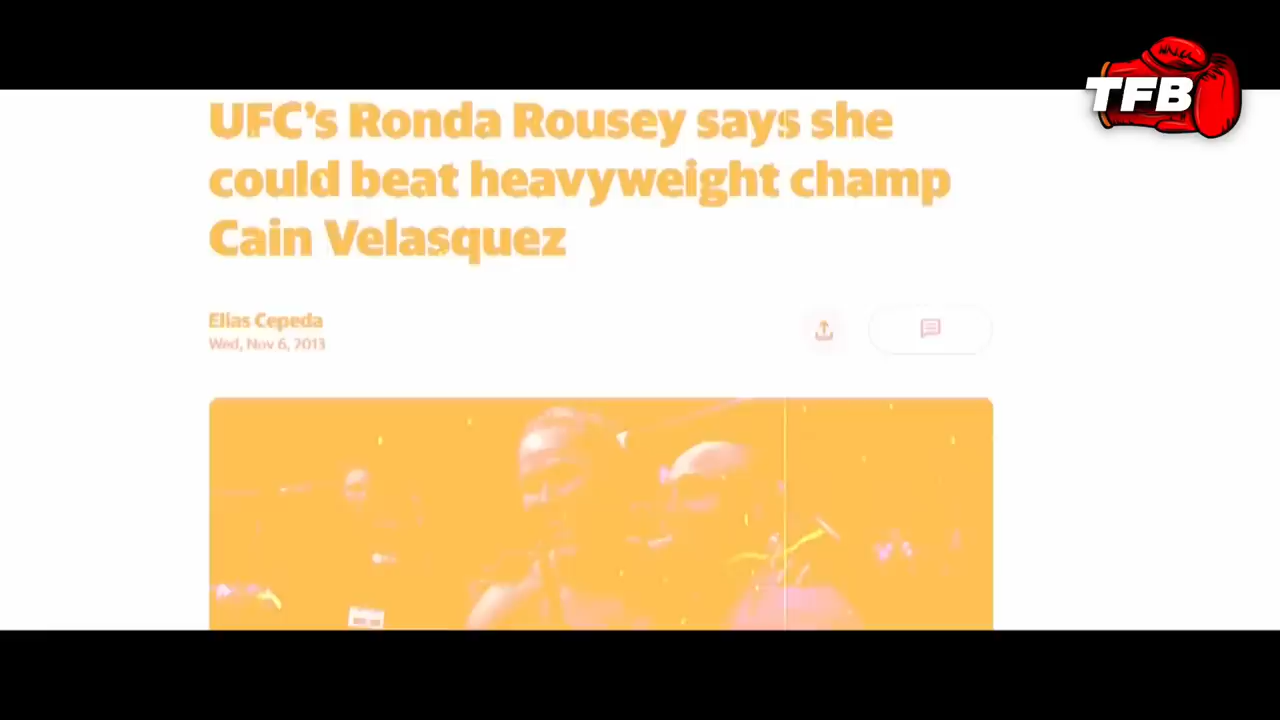 TFB
UFC’s Ronda Rousey says she
could beat heavyweight champ
Cain Velasquez
Elias Cepeda
Wed, Nov 6, 2013